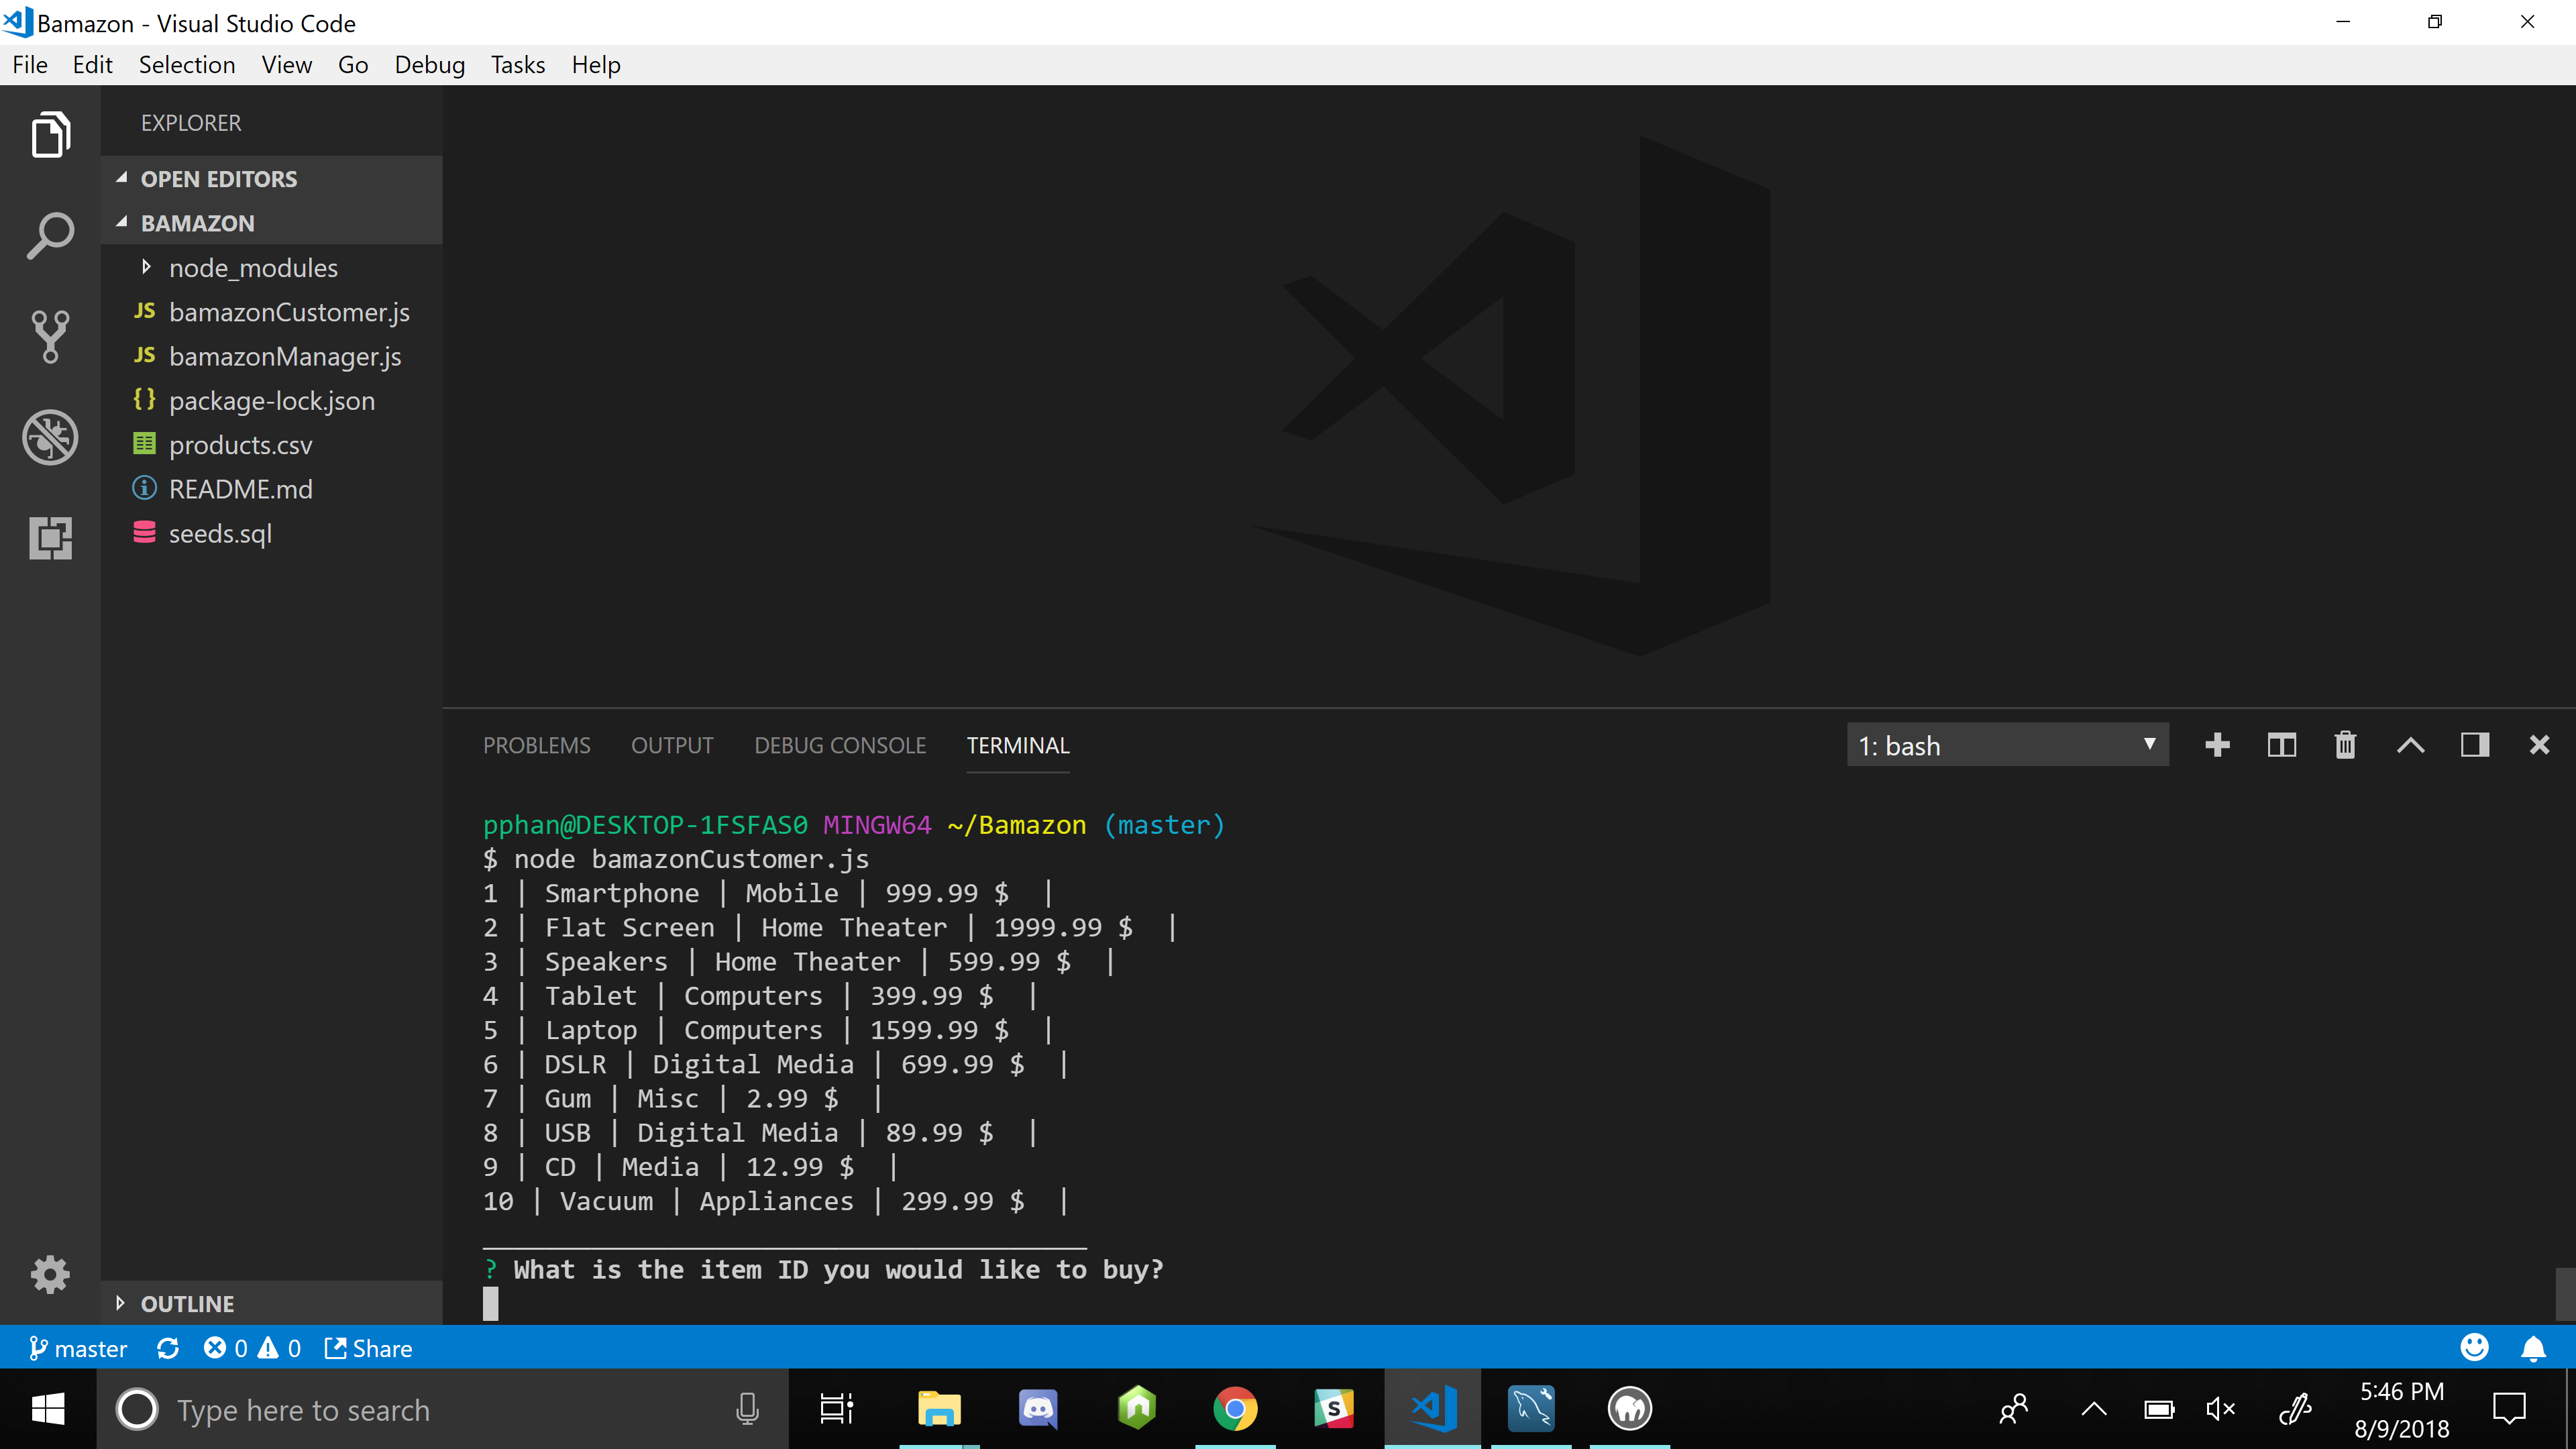 Bamazon - Visual Studio Code
File Edit Selection View Go Debug Tasks Help
EXPLORER
OPEN EDITORS
BAMAZON
node_modules
JS bamazonCustomer.js
JS bamazonManager.js
{} package-lock.json
products.csv
README.md
seeds.sql
OUTLINE
PROBLEMS OUTPUT DEBUG CONSOLE TERMINAL 1: bash
pphan@DESKTOP-1FSFAS0 MINGW64 ~/Bamazon (master)
$ node bamazonCustomer.js
1 | Smartphone | Mobile | 999.99 $  |
2 | Flat Screen | Home Theater | 1999.99 $  |
3 | Speakers | Home Theater | 599.99 $  |
4 | Tablet | Computers | 399.99 $  |
5 | Laptop | Computers | 1599.99 $  |
6 | DSLR | Digital Media | 699.99 $  |
7 | Gum | Misc | 2.99 $  |
8 | USB | Digital Media | 89.99 $  |
9 | CD | Media | 12.99 $  |
10 | Vacuum | Appliances | 299.99 $  |
_______________________________________
? What is the item ID you would like to buy?
master 0 0 Share
Type here to search
S
5:46 PM
8/9/2018